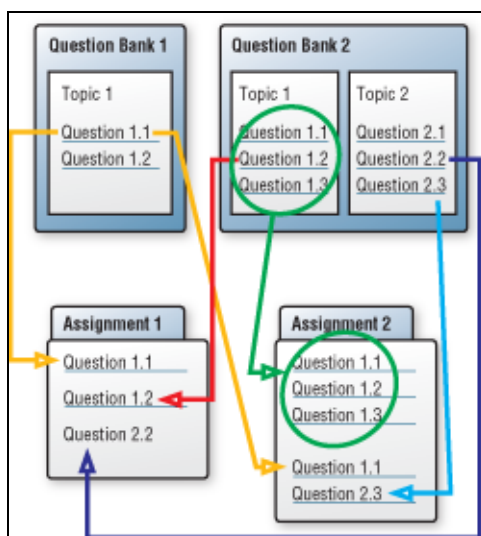 Question Bank 1
Topic 1
Question 1.1
Question 1.2
Question Bank 2
Topic 1
Question 1.1
Question 1.2
Question 1.3
Topic 2
Question 2.1
Question 2.2
Question 2.3
Assignment 1
Question 1.1
Question 1.2
Question 2.2
Assignment 2
Question 1.1
Question 1.2
Question 1.3
Question 1.1
Question 2.3